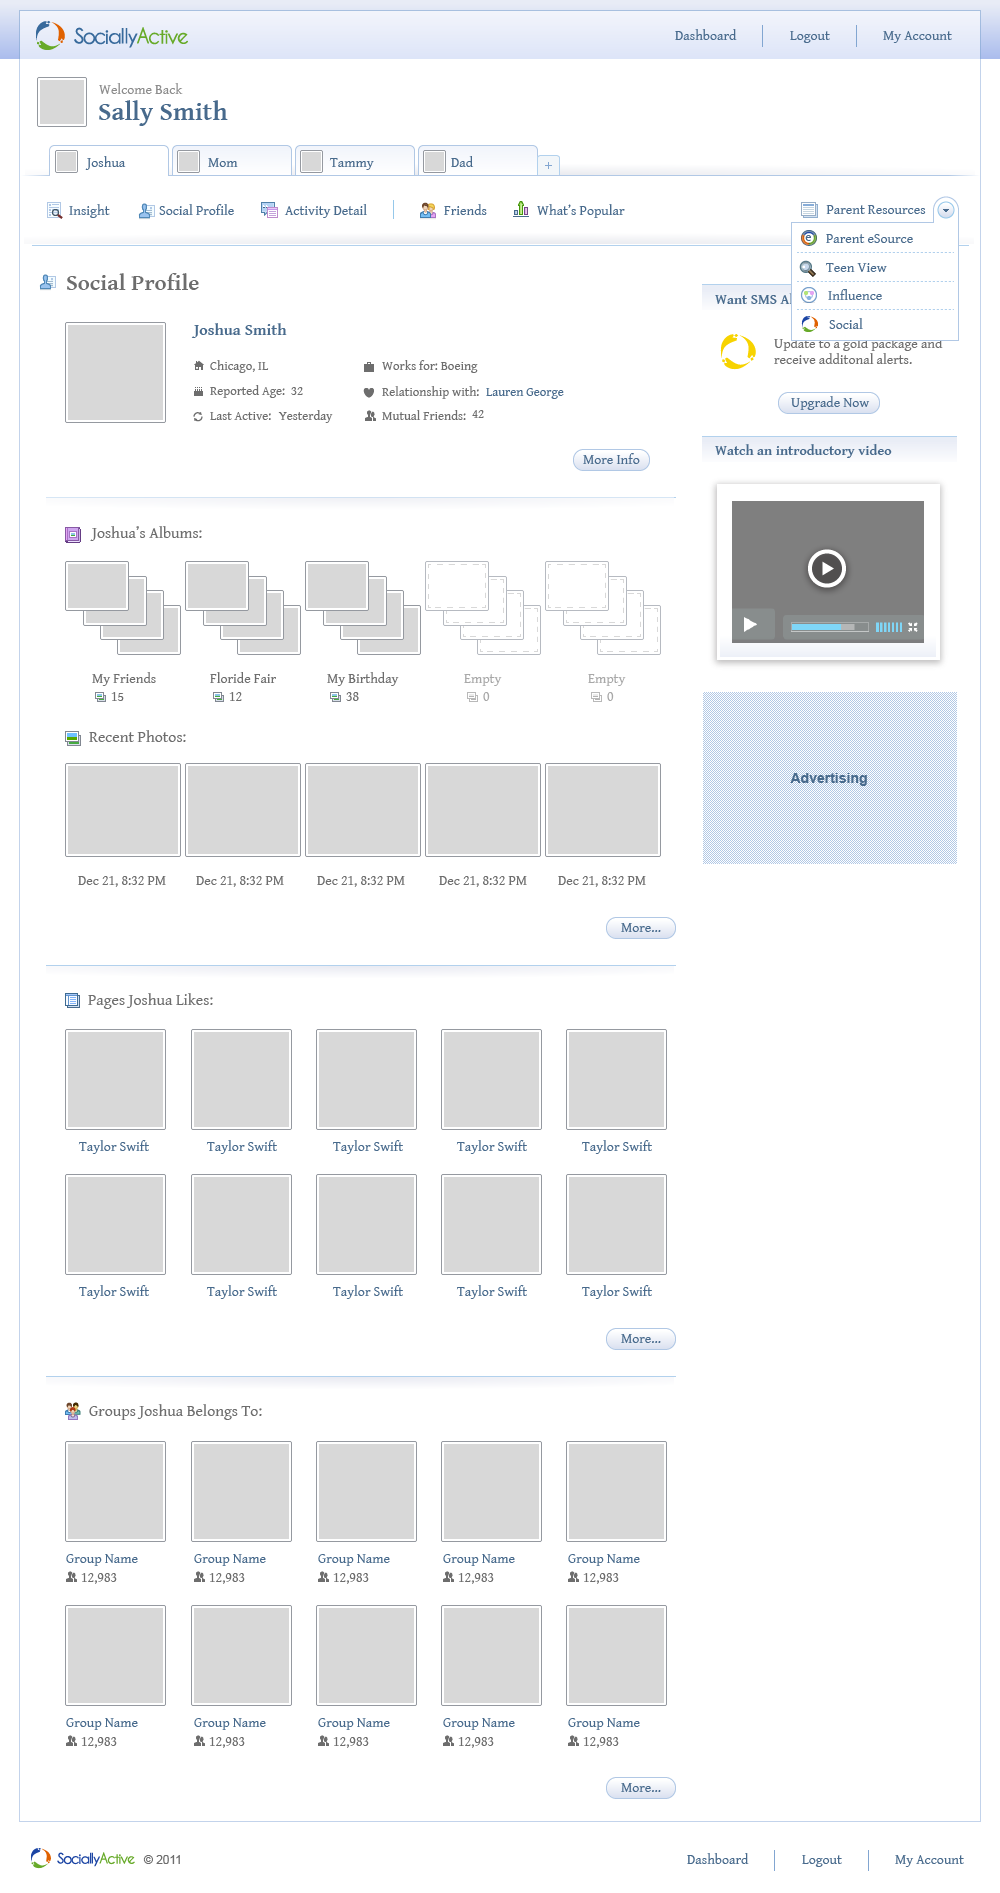 SociallyActive
Dashboard
Logout
My Account
Welcome Back
Sally Smith
Joshua
Mom
Tammy
Dad
+
Insight
Social Profile
Activity Detail
Friends
What's Popular
Parent Resources
Parent eSource
Teen View
Influence
Social
Social Profile
Joshua Smith
Chicago, IL
Works for: Boeing
Reported Age: 32
Relationship with: Lauren George
Last Active: Yesterday
Mutual Friends: 42
More Info
Want SMS
Update to a gold package and
receive additonal alerts.
Upgrade Now
Watch an introductory video
Advertising
Joshua's Albums:
My Friends
Floride Fair
My Birthday
Empty
Empty
15
12
38
0
0
Recent Photos:
Dec 21, 8:32 PM
Dec 21, 8:32 PM
Dec 21, 8:32 PM
Dec 21, 8:32 PM
Dec 21, 8:32 PM
More...
Pages Joshua Likes:
Taylor Swift
Taylor Swift
Taylor Swift
Taylor Swift
Taylor Swift
Taylor Swift
Taylor Swift
Taylor Swift
Taylor Swift
Taylor Swift
More...
Groups Joshua Belongs To:
Group Name
Group Name
Group Name
Group Name
Group Name
12,983
12,983
12,983
12,983
12,983
Group Name
Group Name
Group Name
Group Name
Group Name
12,983
12,983
12,983
12,983
12,983
More...
SociallyActive © 2011
Dashboard
Logout
My Account